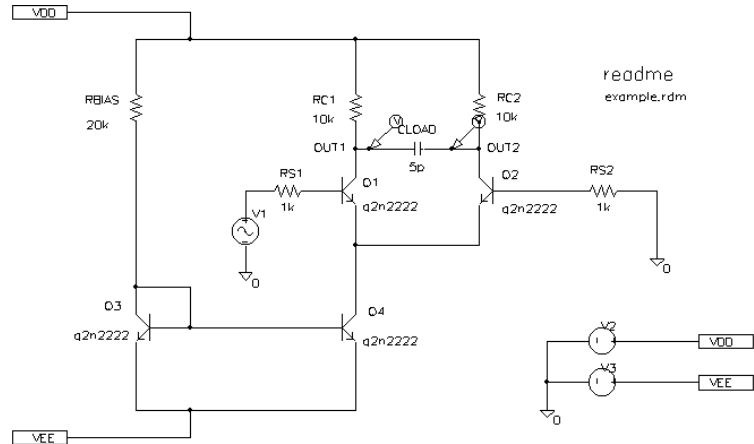 VDD
readme
example.rdm
RBIAS
20k
RC1
10k
RC2
10k
V
V
CLOAD
5p
OUT1
OUT2
RS1
1k
Q1
q2n2222
Q2
q2n2222
RS2
1k
V1
0
0
Q3
q2n2222
Q4
q2n2222
V2
VDD
V3
VEE
0
VEE